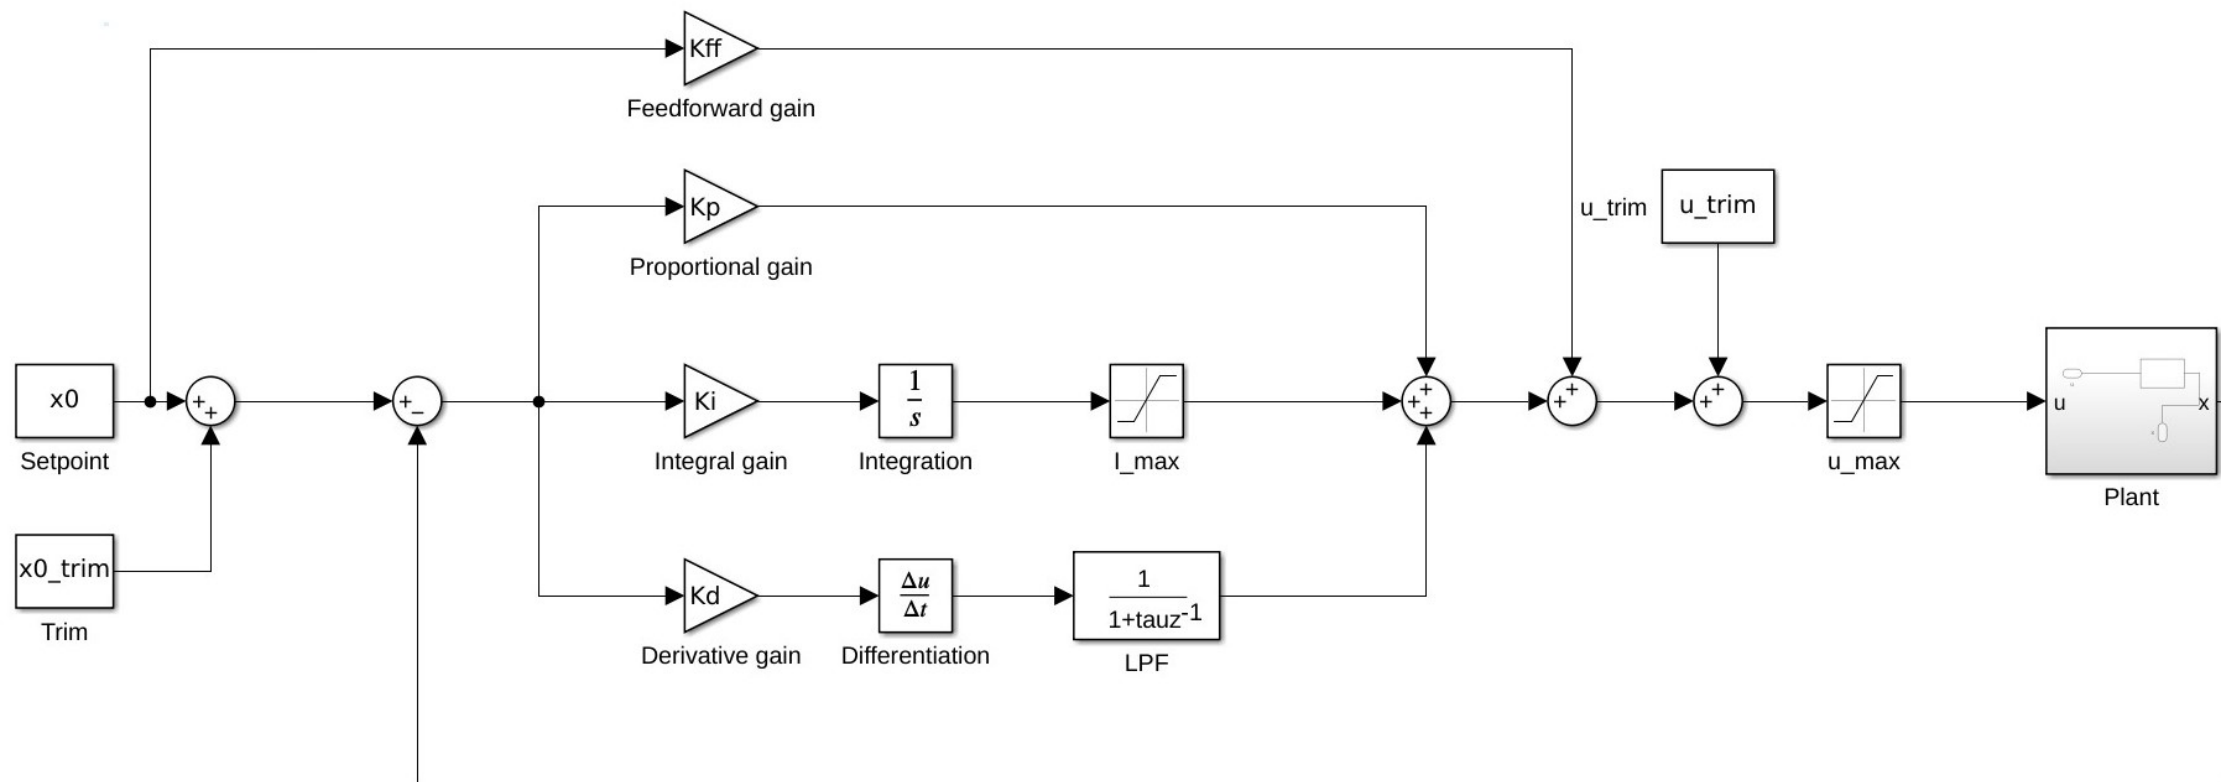 Kff
Feedforward gain
Kp
Proportional gain
u_trim
u_trim
x0
Setpoint
+
+
+
−
Ki
Integral gain
1
s
Integration
I_max
+
+
+
+
+
+
+
u_max
u
x
Plant
x0_trim
Trim
Kd
Derivative gain
Δu
Δt
Differentiation
1
1+tauz-1
LPF